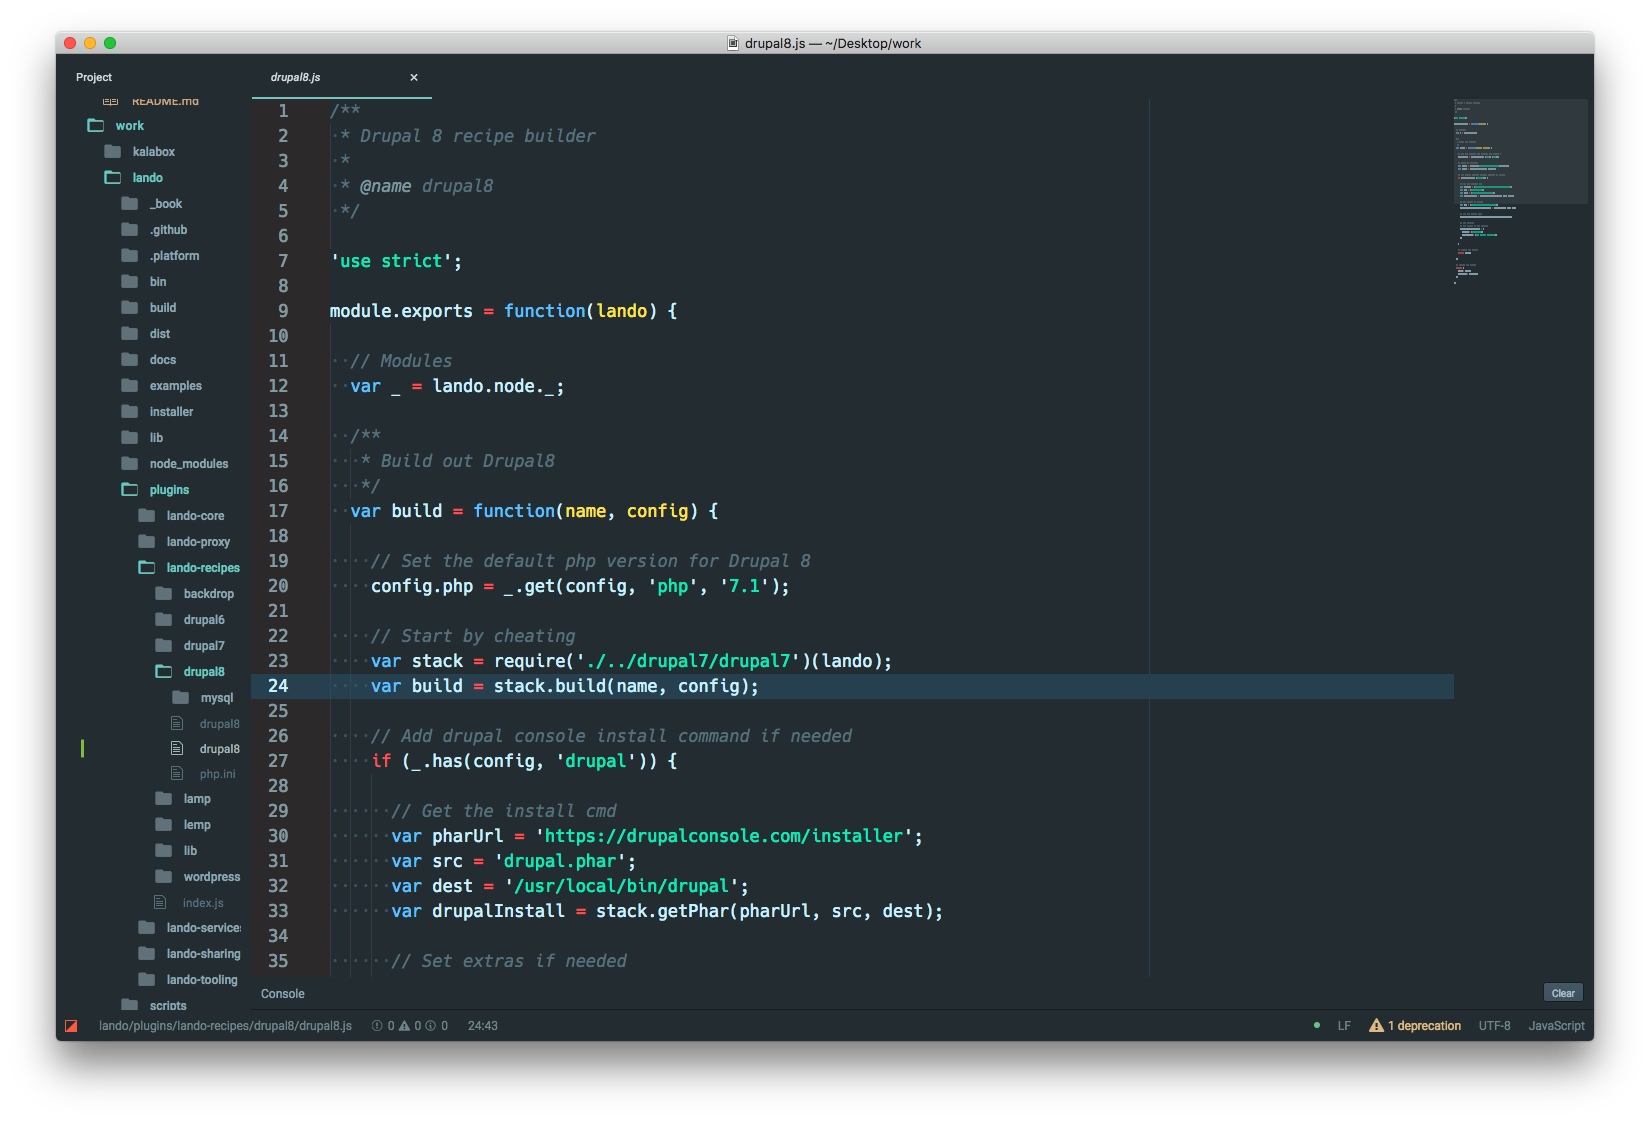 drupal8.js — ~/Desktop/work
Project
drupal8.js
README.md
work
kalabox
lando
_book
.github
.platform
bin
build
dist
docs
examples
installer
lib
node_modules
plugins
lando-core
lando-proxy
lando-recipes
backdrop
drupal6
drupal7
drupal8
mysql
drupal8
drupal8
php.ini
lamp
lemp
lib
wordpress
index.js
lando-services
lando-sharing
lando-tooling
scripts
1 /**
2 * Drupal 8 recipe builder
3 *
4 * @name drupal8
5 */
6
7 'use strict';
8
9 module.exports = function(lando) {
10
11 // Modules
12 var _ = lando.node._;
13
14 /**
15 * Build out Drupal8
16 */
17 var build = function(name, config) {
18
19 // Set the default php version for Drupal 8
20 config.php = _.get(config, 'php', '7.1');
21
22 // Start by cheating
23 var stack = require('./../drupal7/drupal7')(lando);
24 var build = stack.build(name, config);
25
26 // Add drupal console install command if needed
27 if (_.has(config, 'drupal')) {
28
29 // Get the install cmd
30 var pharUrl = 'https://drupalconsole.com/installer';
31 var src = 'drupal.phar';
32 var dest = '/usr/local/bin/drupal';
33 var drupalInstall = stack.getPhar(pharUrl, src, dest);
34
35 // Set extras if needed
Console
Clear
lando/plugins/lando-recipes/drupal8/drupal8.js 0 0 0 24:43 LF 1 deprecation UTF-8 JavaScript